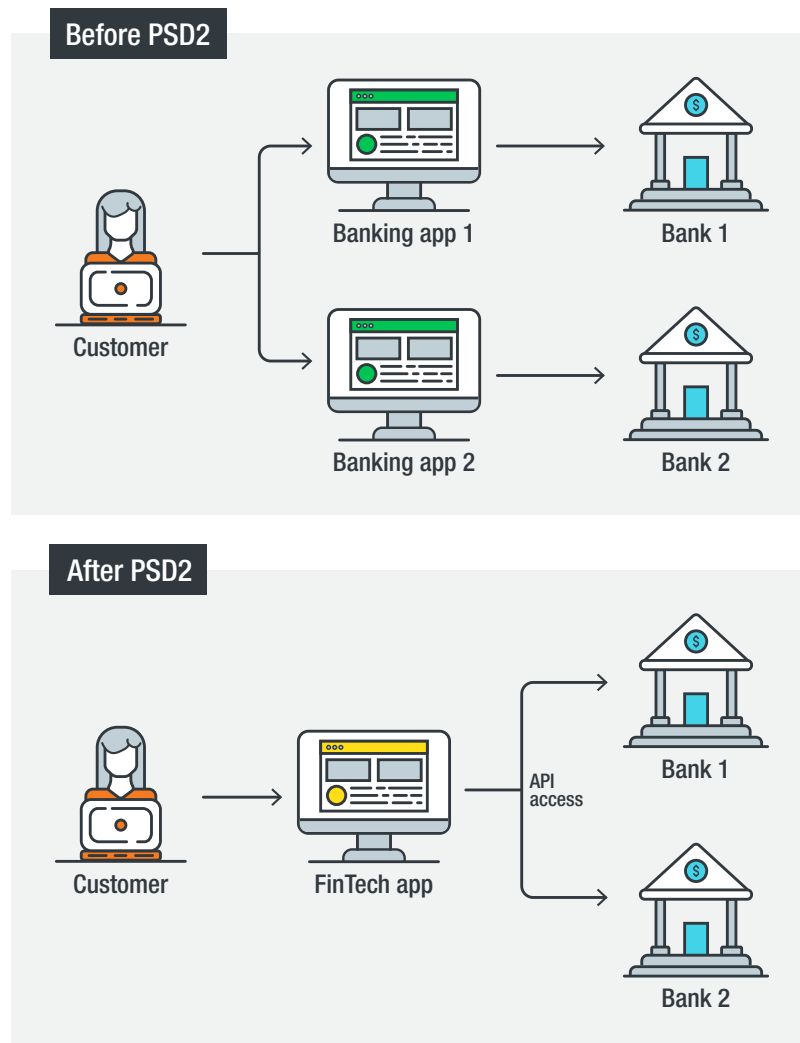 Before PSD2
$
Banking app 1
Bank 1
Customer
$
Banking app 2
Bank 2
After PSD2
$
Bank 1
API
access
Customer
FinTech app
$
Bank 2